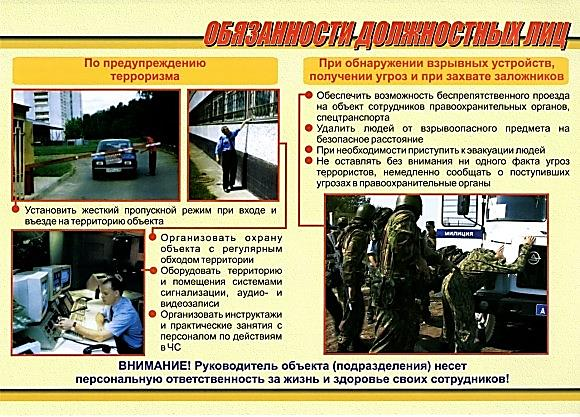 ОБЯЗАННОСТИ ДОЛЖНОСТНЫХ ЛИЦ
По предупреждению
терроризма
Установить жесткий пропускной режим при входе и
въезде на территорию объекта
Организовать охрану
объекта с регулярным
обходом территории
Оборудовать территорию
и помещения системами
сигнализации, аудио- и
видеозаписи
Организовать инструктажи
и практические занятия с
персоналом по действиям
в ЧС
При обнаружении взрывных устройств,
получении угроз и при захвате заложников
Обеспечить возможность беспрепятственного проезда
на объект сотрудников правоохранительных органов,
спецтранспорта
Удалить людей от взрывоопасного предмета на
безопасное расстояние
При необходимости приступить к эвакуации людей
Не оставлять без внимания ни одного факта угроз
террористов, немедленно сообщать о поступивших
угрозах в правоохранительные органы
МИЛИЦИЯ
А
ВНИМАНИЕ! Руководитель объекта (подразделения) несет
персональную ответственность за жизнь и здоровье своих сотрудников!